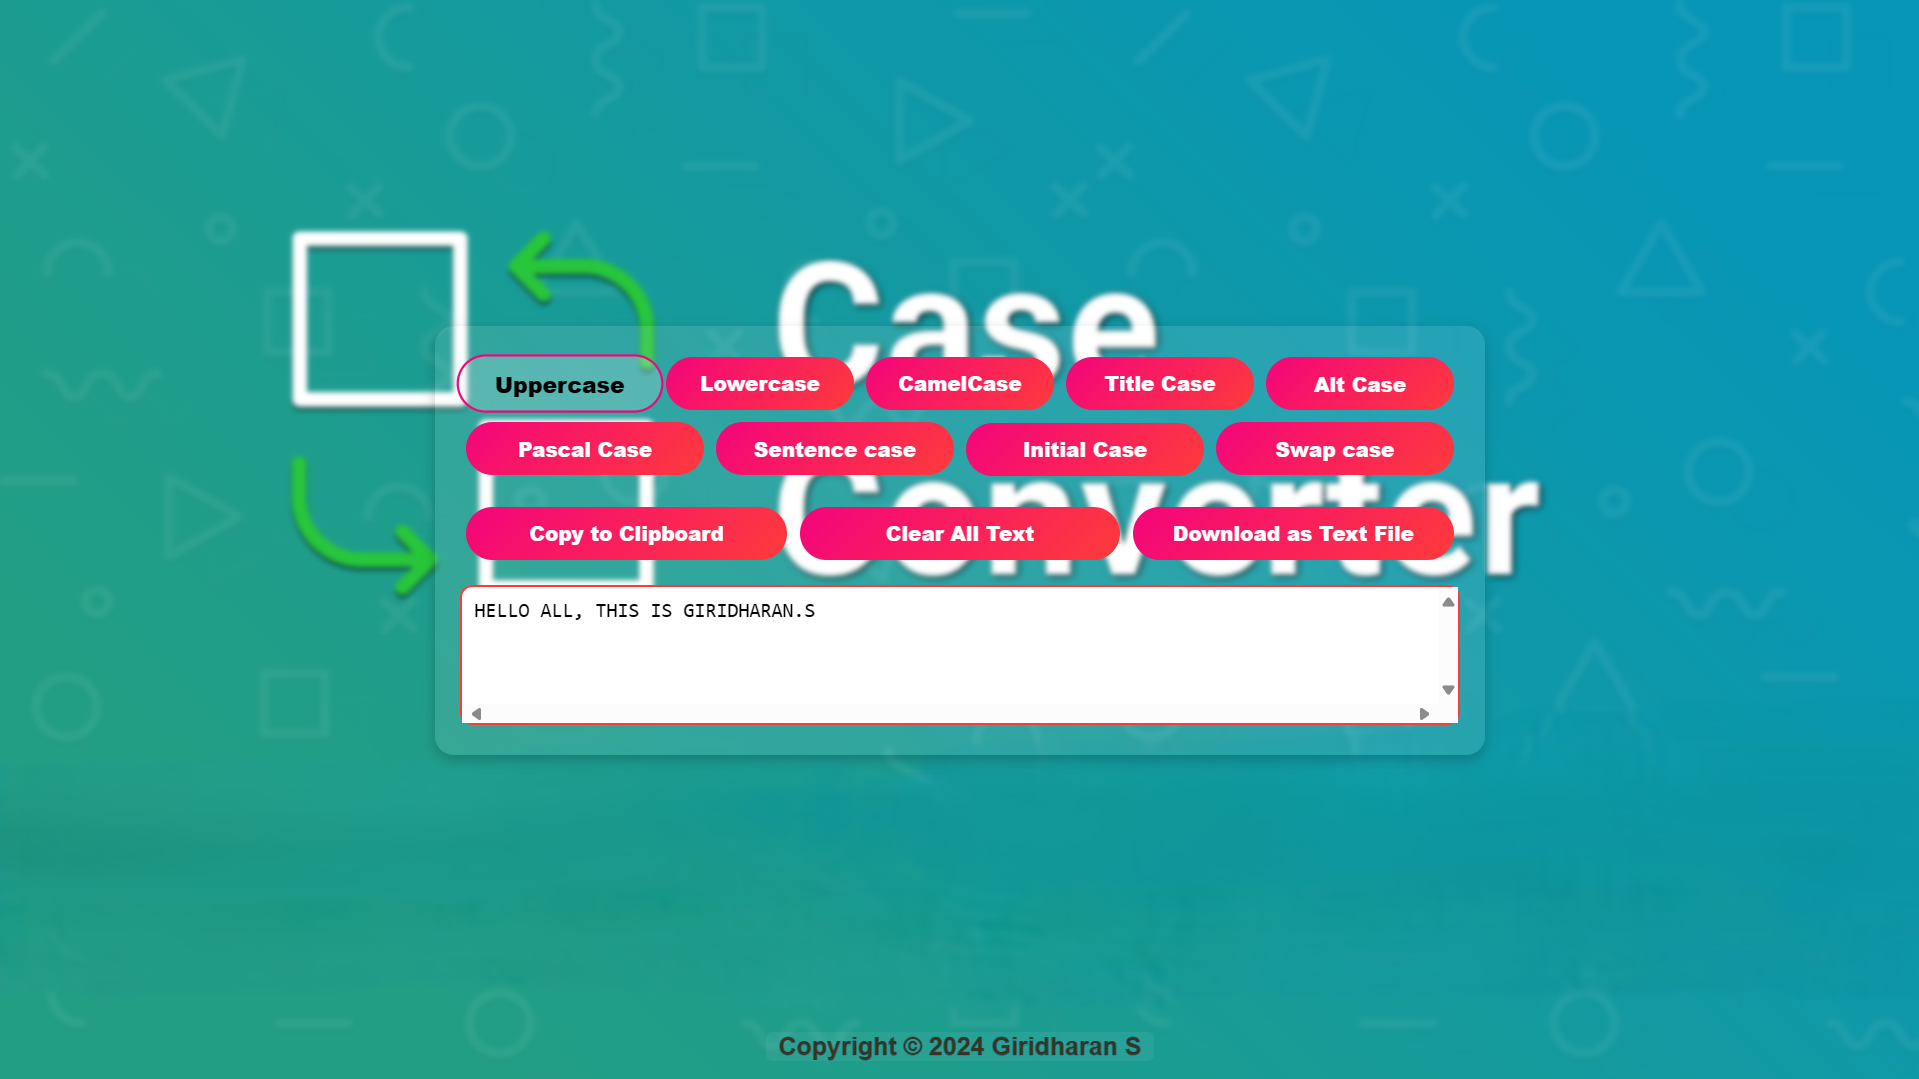 Case
Converter
Uppercase Lowercase CamelCase Title Case Alt Case
Pascal Case Sentence case Initial Case Swap case
Copy to Clipboard Clear All Text Download as Text File
HELLO ALL, THIS IS GIRIDHARAN.S
Copyright © 2024 Giridharan S